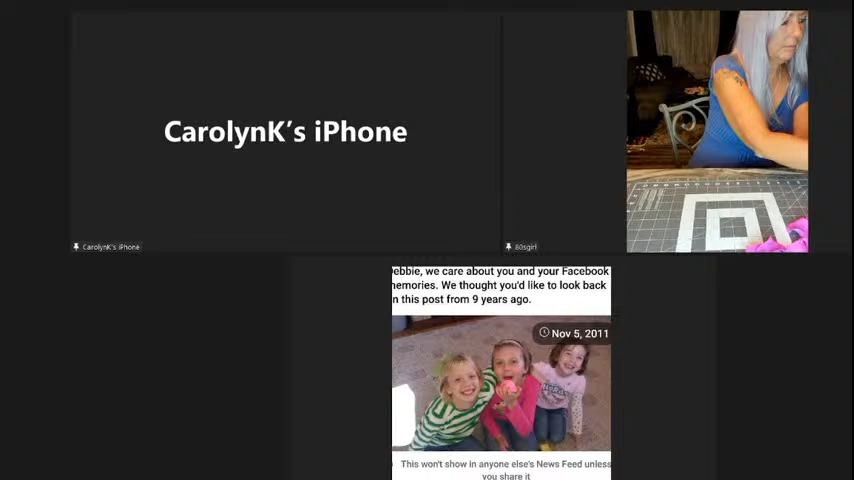 CarolynK's iPhone
CarolynK's iPhone
80sgirl
ebbie, we care about you and your Facebook
nemories. We thought you'd like to look back
n this post from 9 years ago.
Nov 5, 2011
This won't show in anyone else's News Feed unless
you share it